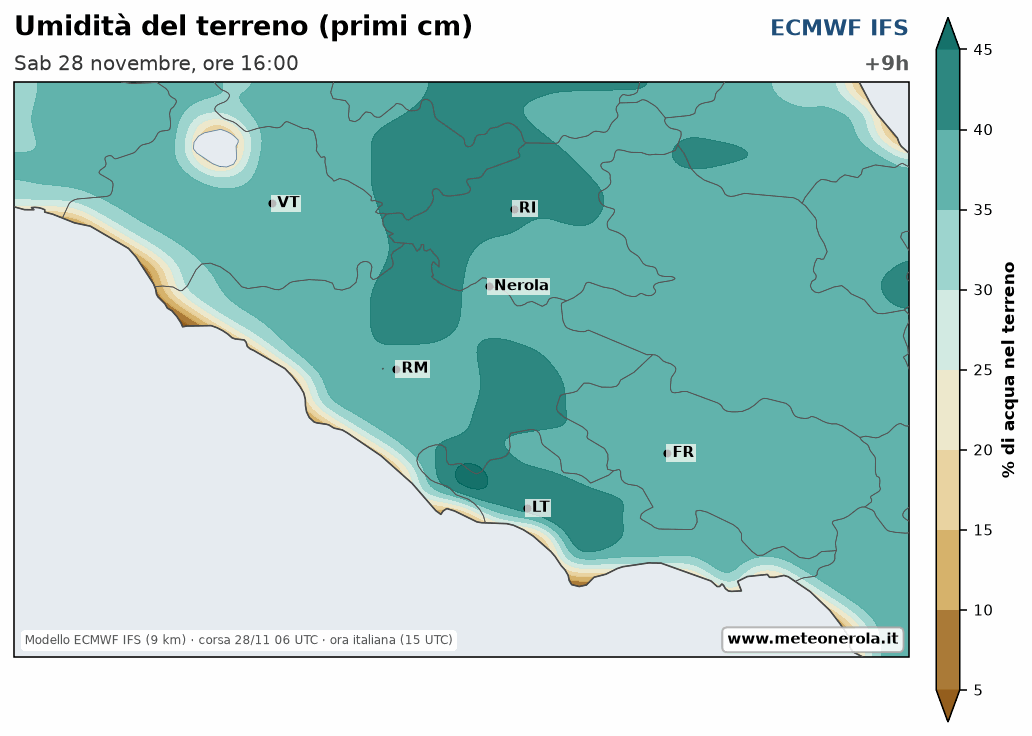 Umidità del terreno (primi cm)
ECMWF IFS
Sab 28 novembre, ore 16:00
+9h
45
40
35
30
25
20
15
10
5
% di acqua nel terreno
VT
RI
Nerola
RM
FR
LT
Modello ECMWF IFS (9 km) · corsa 28/11 06 UTC · ora italiana (15 UTC)
www.meteonerola.it